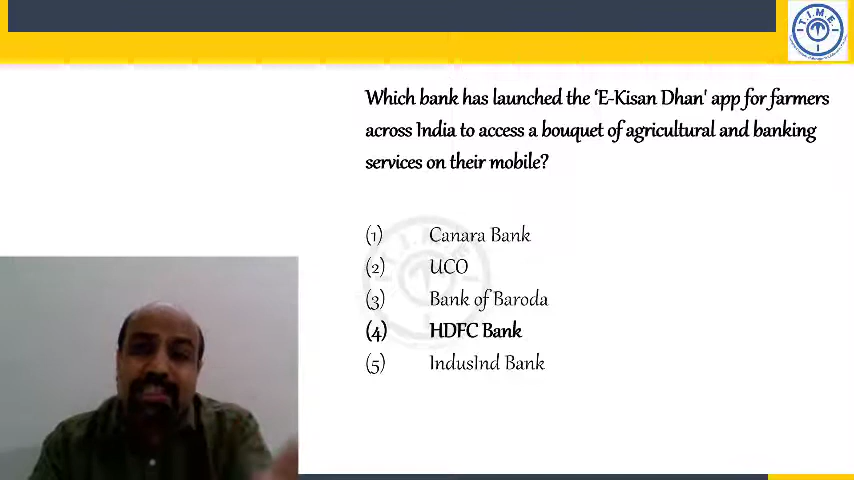 T.I.M.E.
Which bank has launched the ‘E-Kisan Dhan' app for farmers
across India to access a bouquet of agricultural and banking
services on their mobile?
(1) Canara Bank
(2) UCO
(3) Bank of Baroda
(4) HDFC Bank
(5) IndusInd Bank